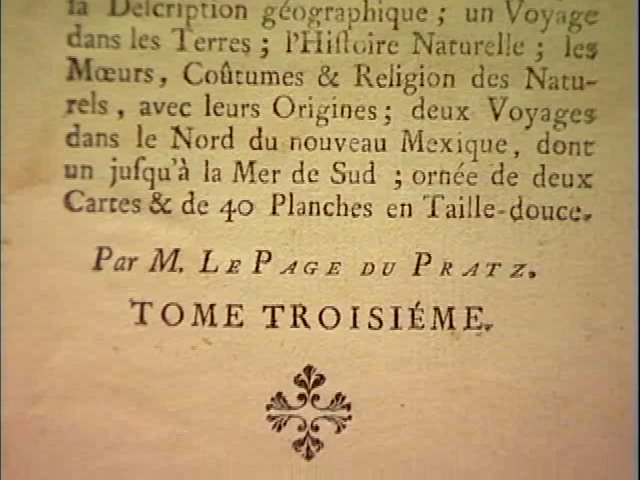 sa Description géographique ; un Voyage
dans les Terres ; l'Histoire Naturelle ; les
Mœurs, Coûtumes & Religion des Natu-
rels, avec leurs Origines ; deux Voyages
dans le Nord du nouveau Mexique, dont
un jusqu'à la Mer de Sud ; ornée de deux
Cartes & de 40 Planches en Taille-douce.
Par M. LE PAGE DU PRATZ.
TOME TROISIÉME.